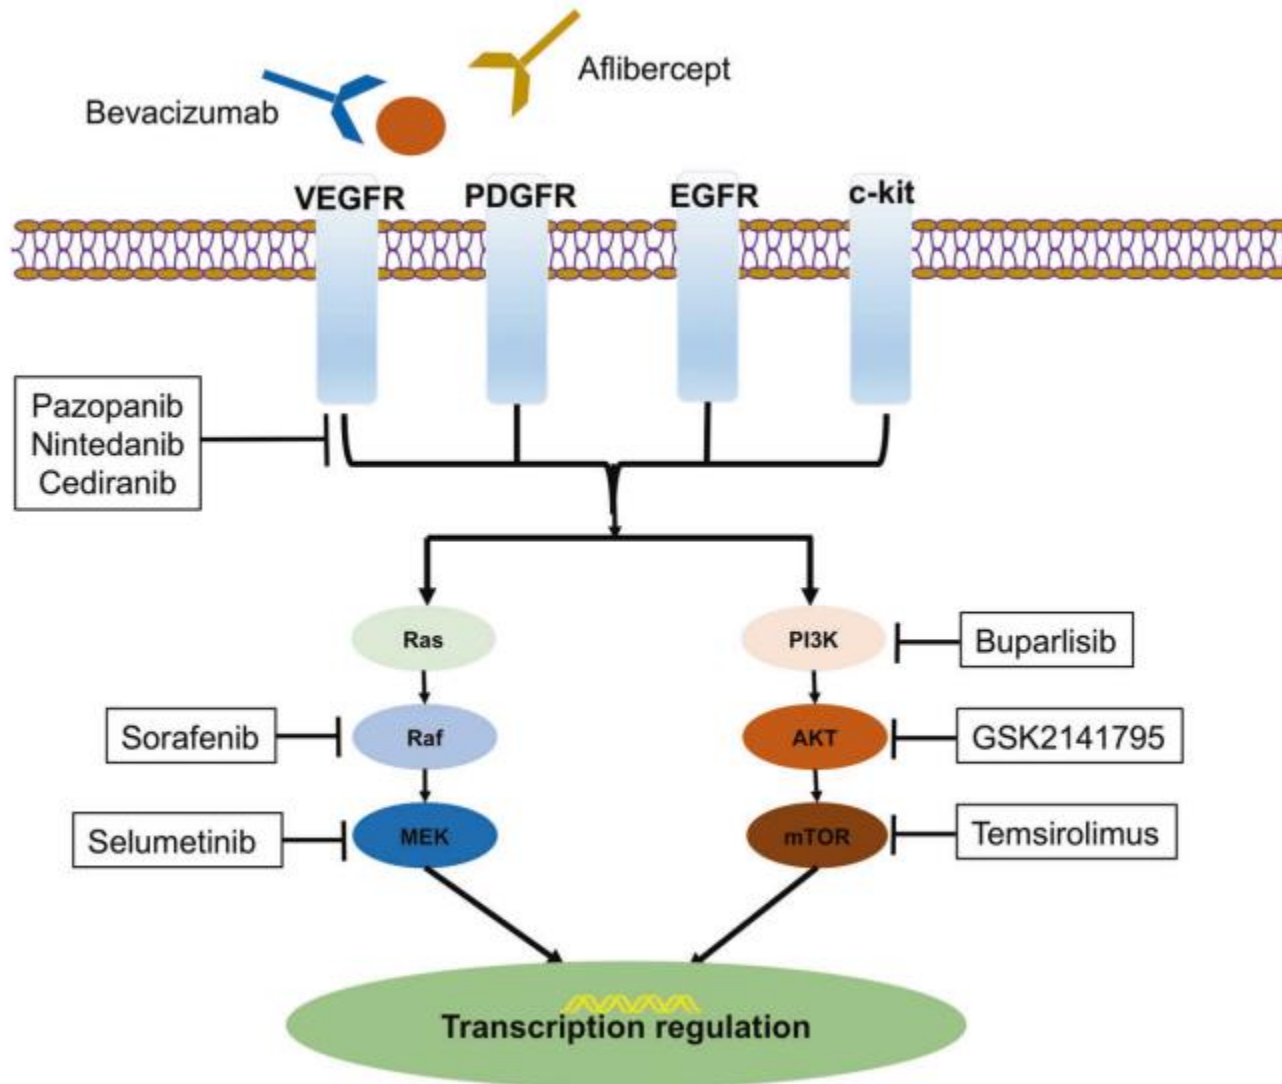 Aflibercept
Bevacizumab
VEGFR
PDGFR
EGFR
c-kit
Pazopanib
Nintedanib
Cediranib
Ras
PI3K
Buparlisib
Sorafenib
Raf
AKT
GSK2141795
Selumetinib
MEK
mTOR
Temsirolimus
Transcription regulation